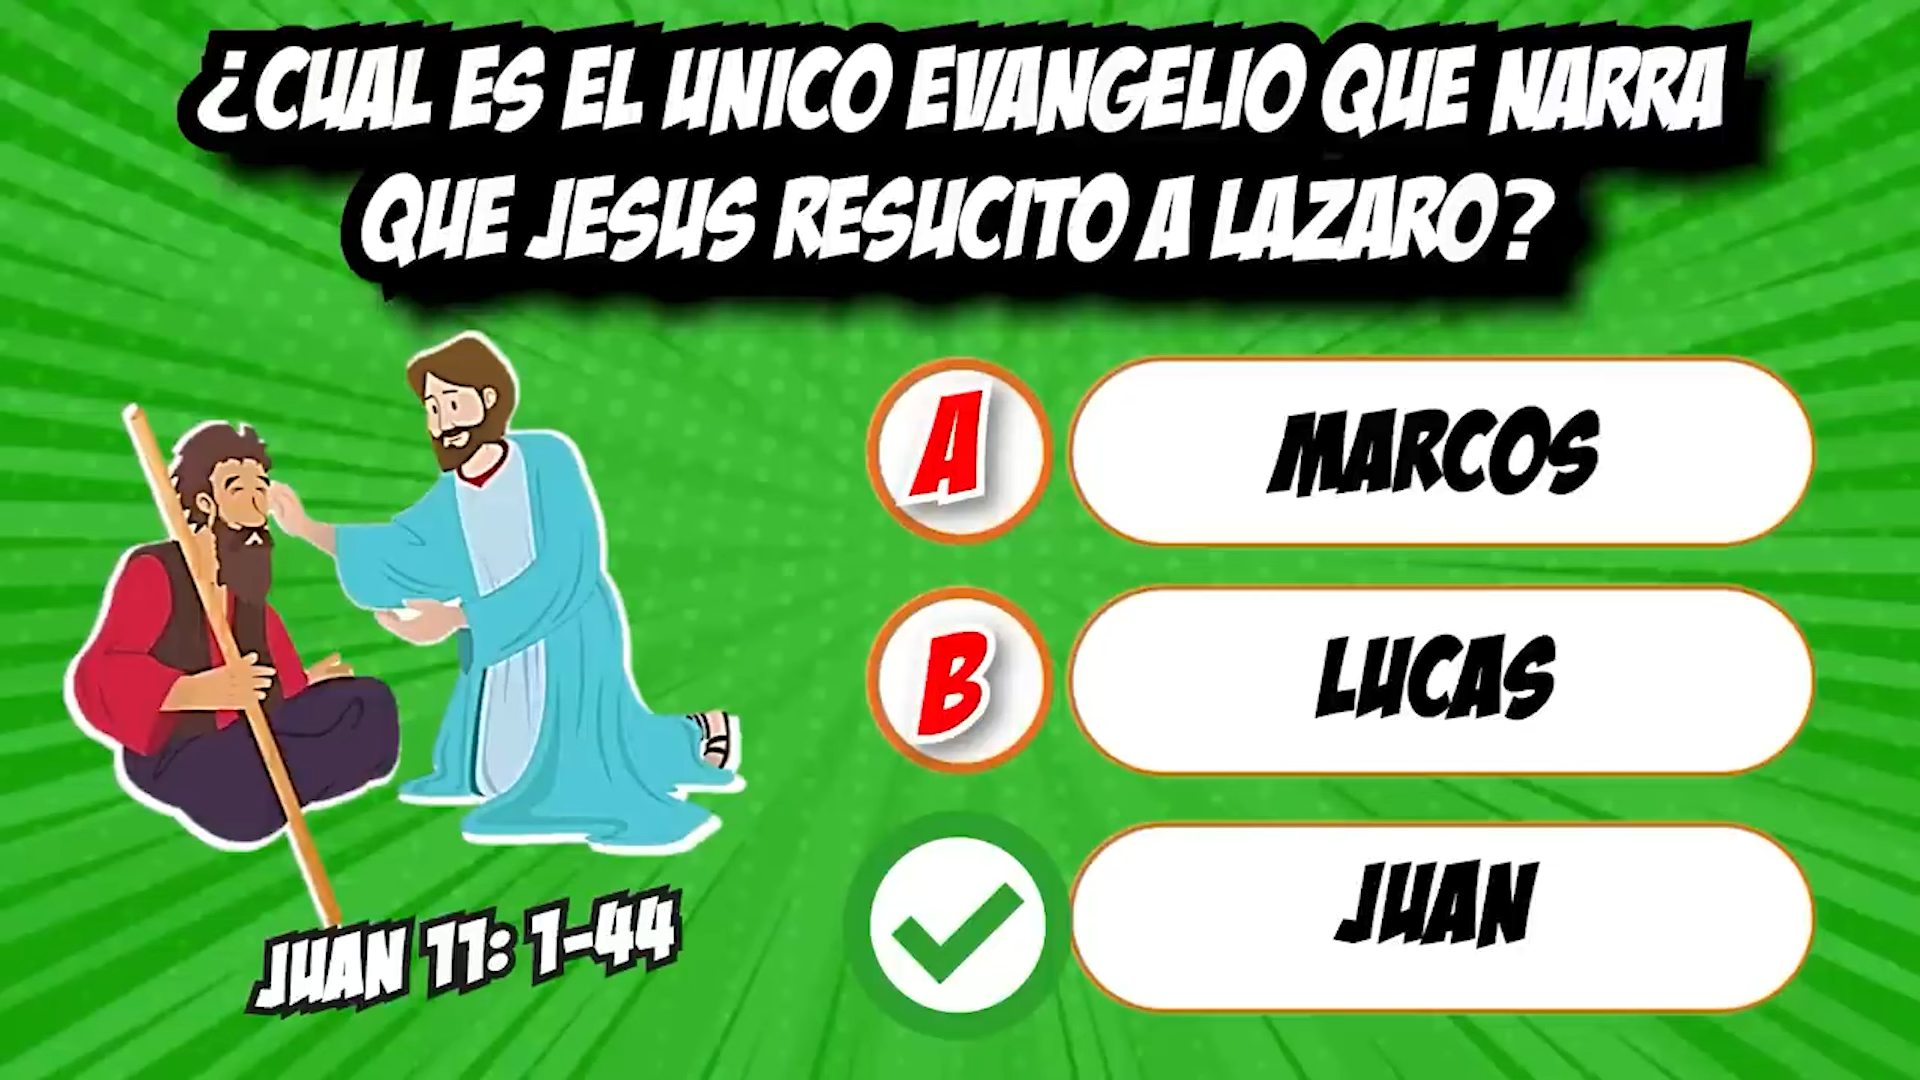 ¿CUAL ES EL UNICO EVANGELIO QUE NARRA
QUE JESUS RESUCITO A LAZARO?
A MARCOS
B LUCAS
JUAN
JUAN 11: 1-44